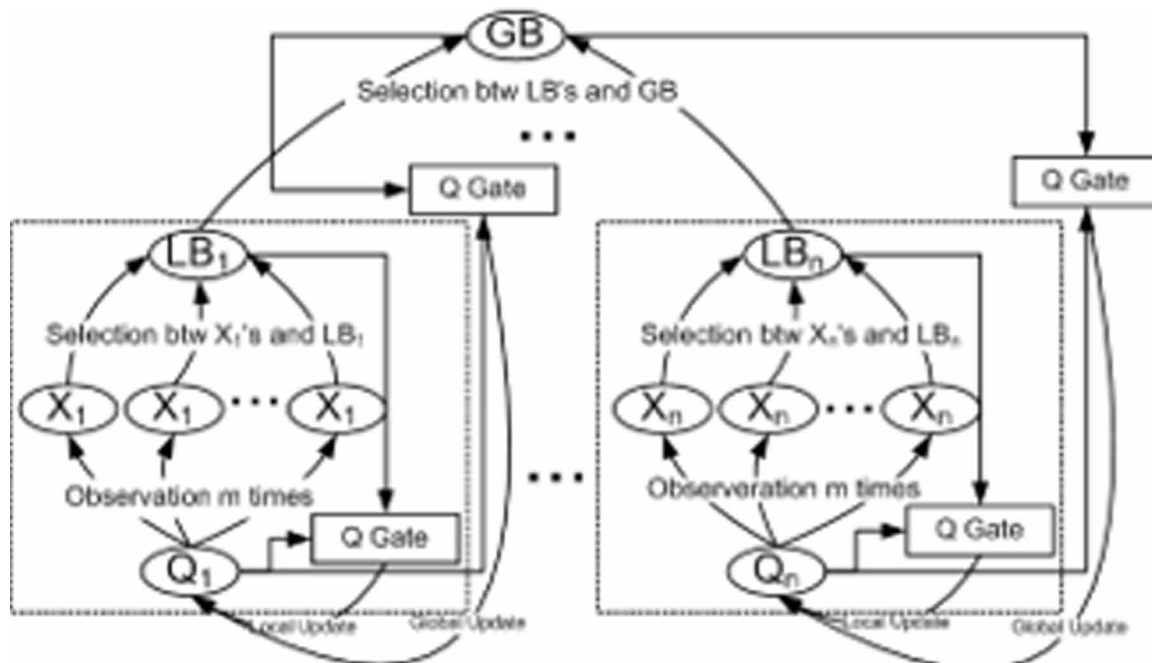 GB
Selection btw LB's and GB
...
Q Gate
Q Gate
LB1
LBn
Selection btw X1's and LB1
Selection btw Xn's and LBn
X1 X1 ... X1
Xn Xn ... Xn
Observation m times
...
Observeration m times
Q Gate
Q Gate
Q1
Qn
Local Update
Global Update
Local Update
Global Update